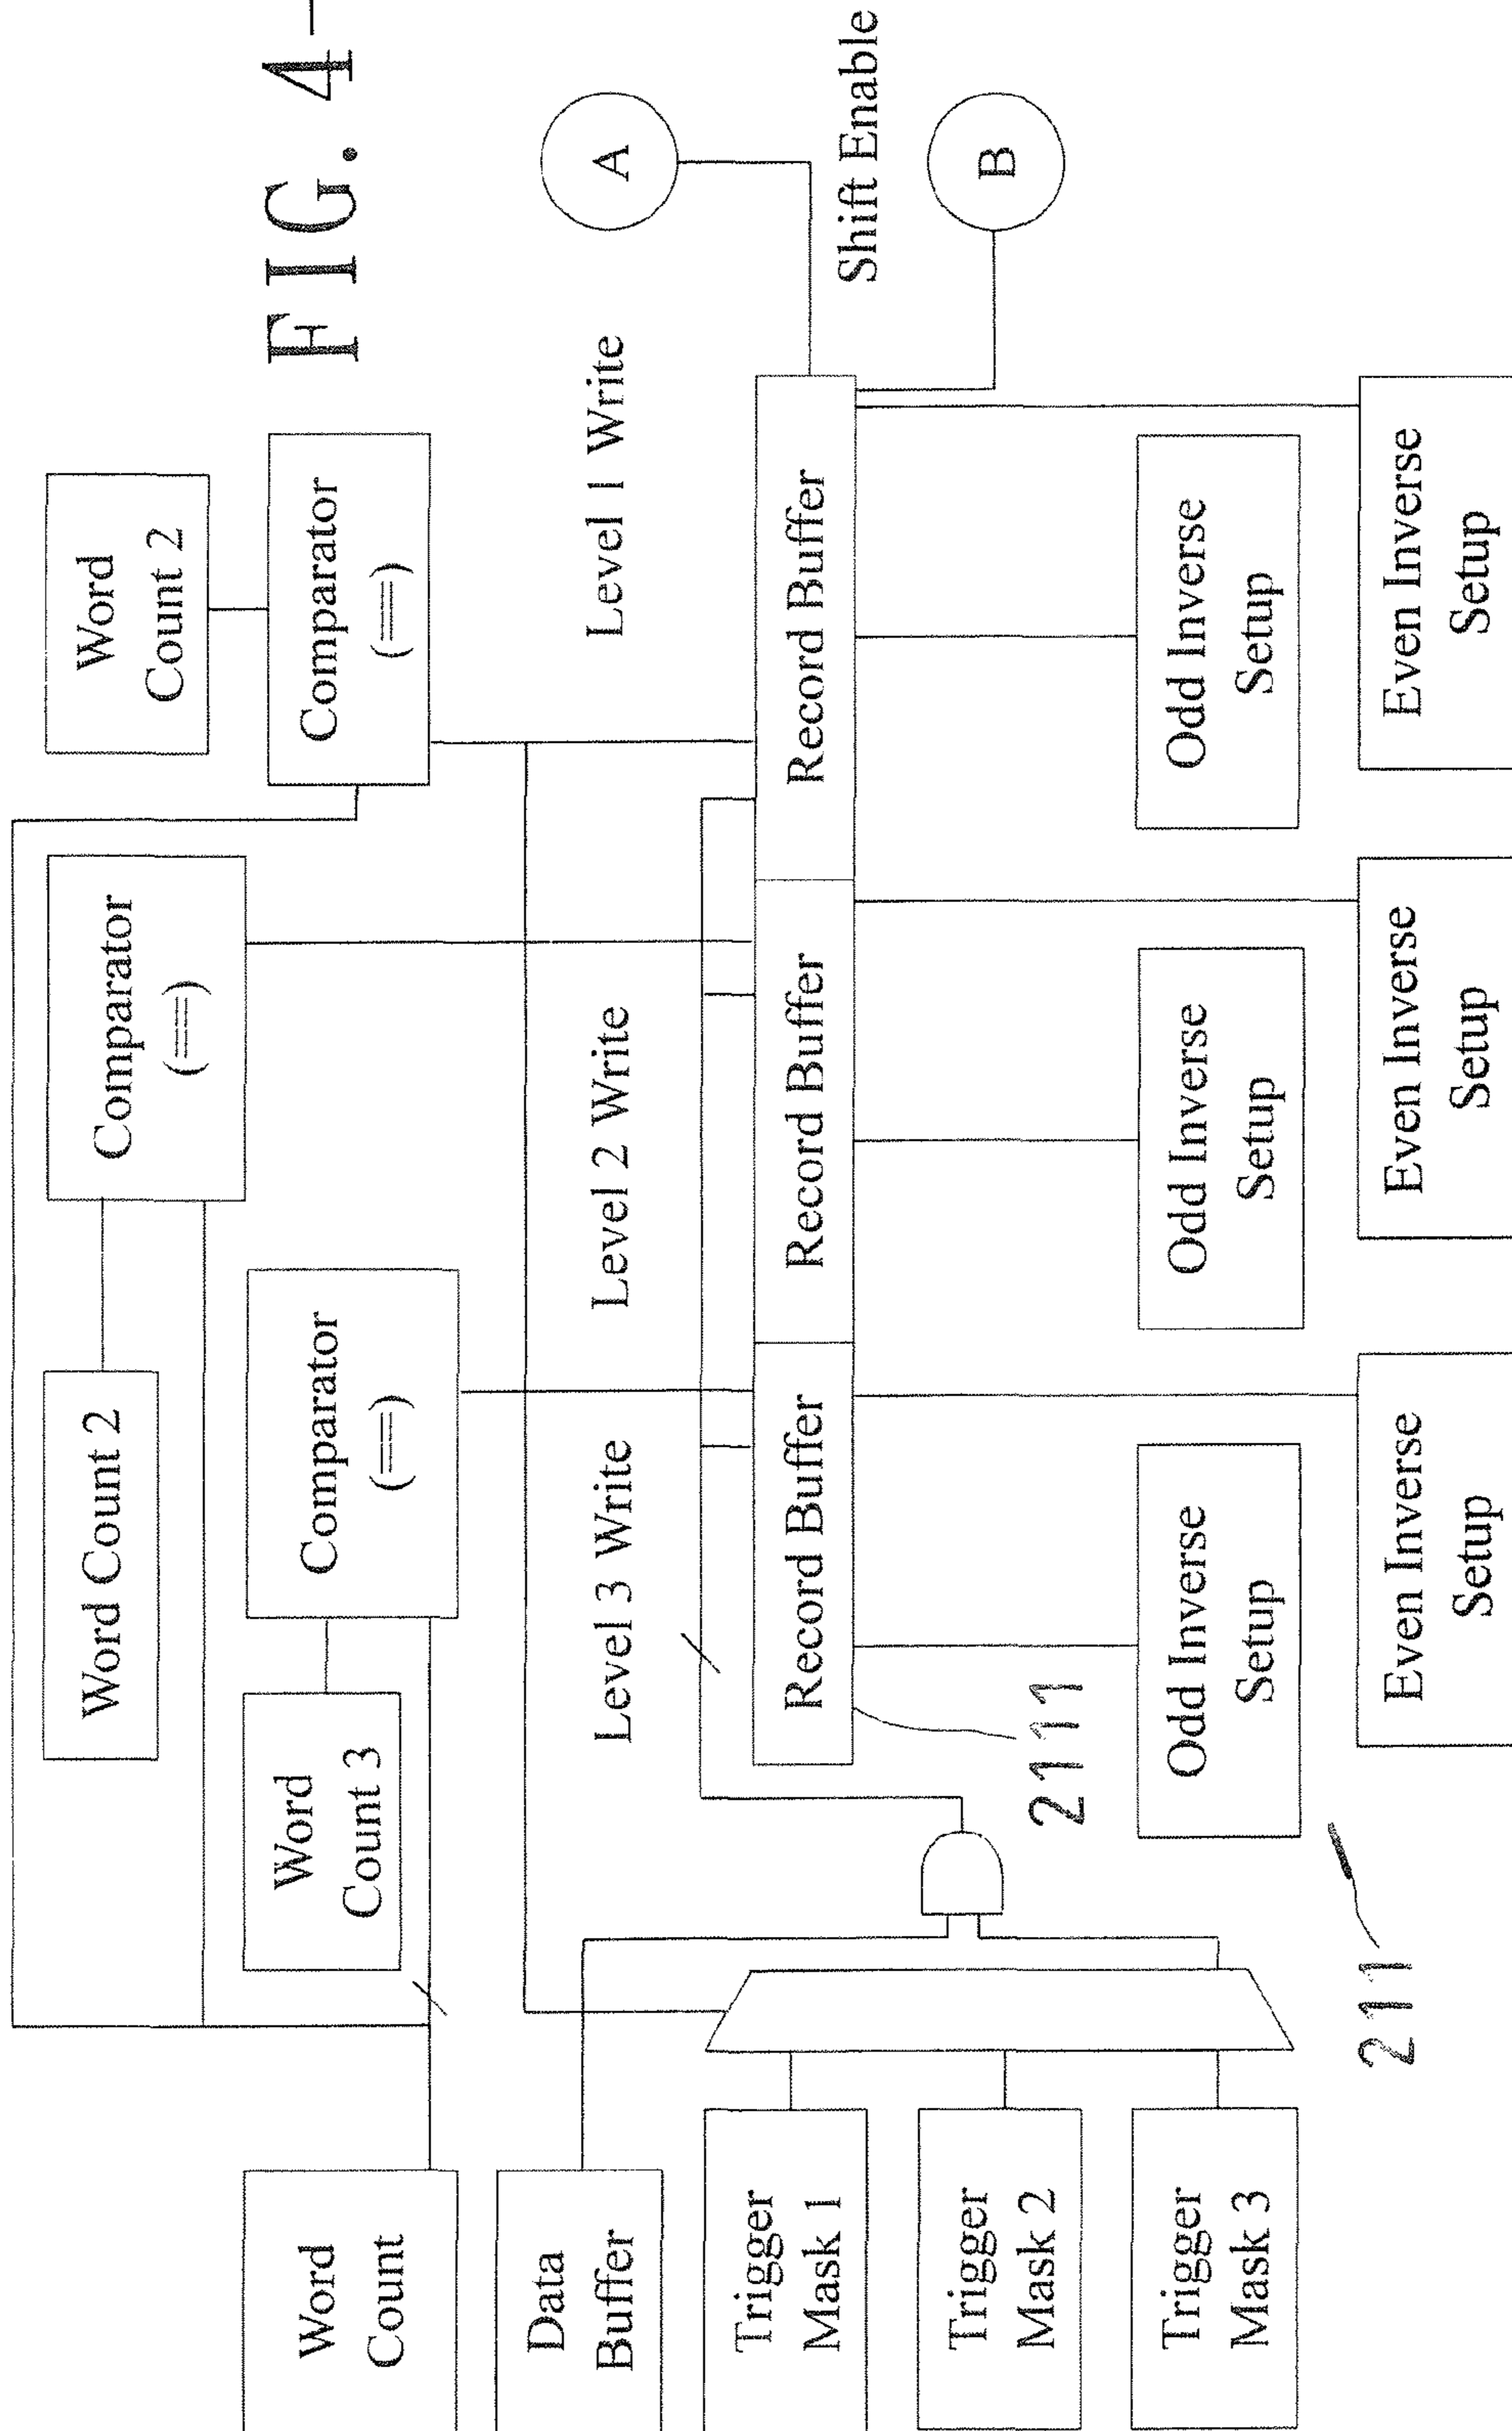 FIG. 4-
Word
Count 2
Comparator
(==)
Comparator
(==)
Word Count 2
Comparator
(==)
Word
Count 3
Word
Count
Data
Buffer
Level 3 Write
Level 2 Write
Level 1 Write
A
Shift Enable
B
Record Buffer
Record Buffer
Record Buffer
2111
Trigger
Mask 1
Trigger
Mask 2
Trigger
Mask 3
Odd Inverse
Setup
Odd Inverse
Setup
Odd Inverse
Setup
Even Inverse
Setup
Even Inverse
Setup
Even Inverse
Setup
211